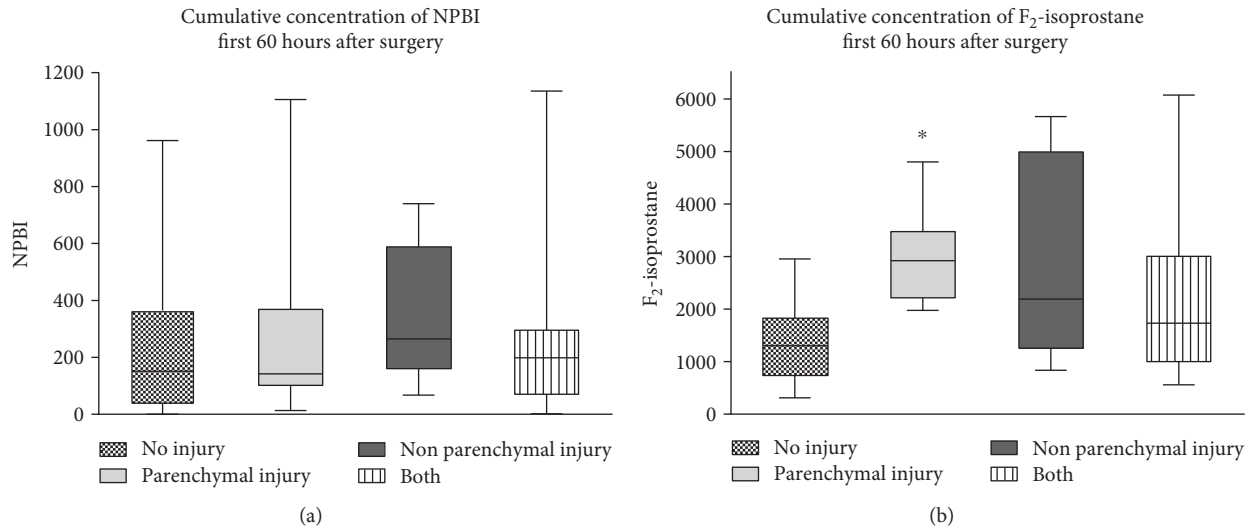 Cumulative concentration of NPBI
first 60 hours after surgery
NPBI
1200
1000
800
600
400
200
0
No injury
Parenchymal injury
Non parenchymal injury
Both
(a)
Cumulative concentration of F₂-isoprostane
first 60 hours after surgery
F₂-isoprostane
6000
5000
4000
3000
2000
1000
0
*
No injury
Parenchymal injury
Non parenchymal injury
Both
(b)